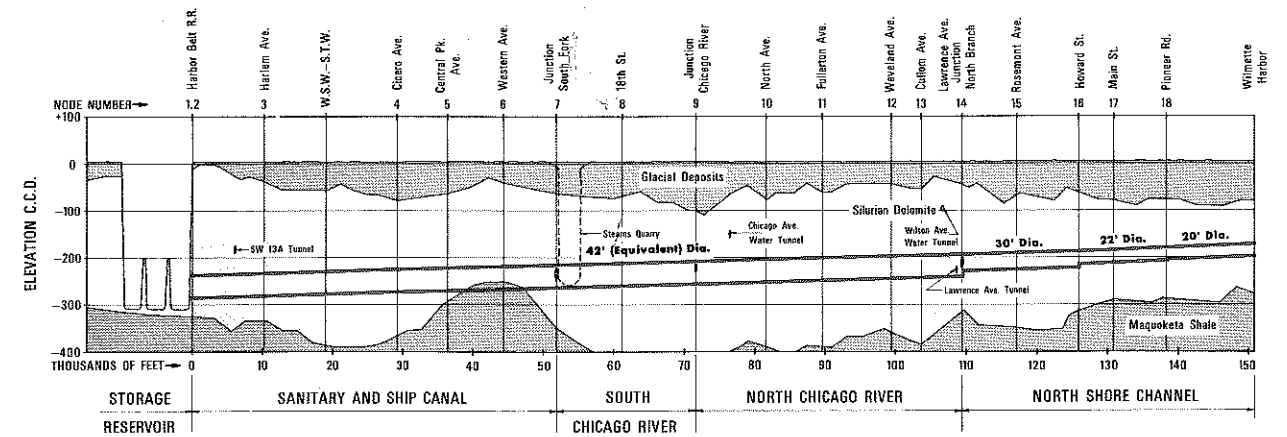 Harbor Belt R.R.
Harlem Ave.
W.S.W.-S.T.W.
Cicero Ave.
Central Pk.
Ave.
Western Ave.
Junction
South Fork
18th St.
Junction
Chicago River
North Ave.
Fullerton Ave.
Waveland Ave.
Cullom Ave.
Lawrence Ave.
Junction
North Branch
Rosemont Ave.
Howard St.
Main St.
Pioneer Rd.
Wilmette
Harbor
NODE NUMBER→ 1,2 3 4 5 6 7 8 9 10 11 12 13 14 15 16 17 18
+100
0
-100
-200
-300
-400
ELEVATION C.C.D.
Glacial Deposits
Silurian Dolomite
SW 13A Tunnel
Stearns Quarry
42' (Equivalent) Dia.
Chicago Ave.
Water Tunnel
Wilson Ave.
Water Tunnel
30' Dia.
22' Dia.
20' Dia.
Lawrence Ave. Tunnel
Maquoketa Shale
THOUSANDS OF FEET→ 0 10 20 30 40 50 60 70 80 90 100 110 120 130 140 150
STORAGE
RESERVOIR
SANITARY AND SHIP CANAL
SOUTH
CHICAGO RIVER
NORTH CHICAGO RIVER
NORTH SHORE CHANNEL